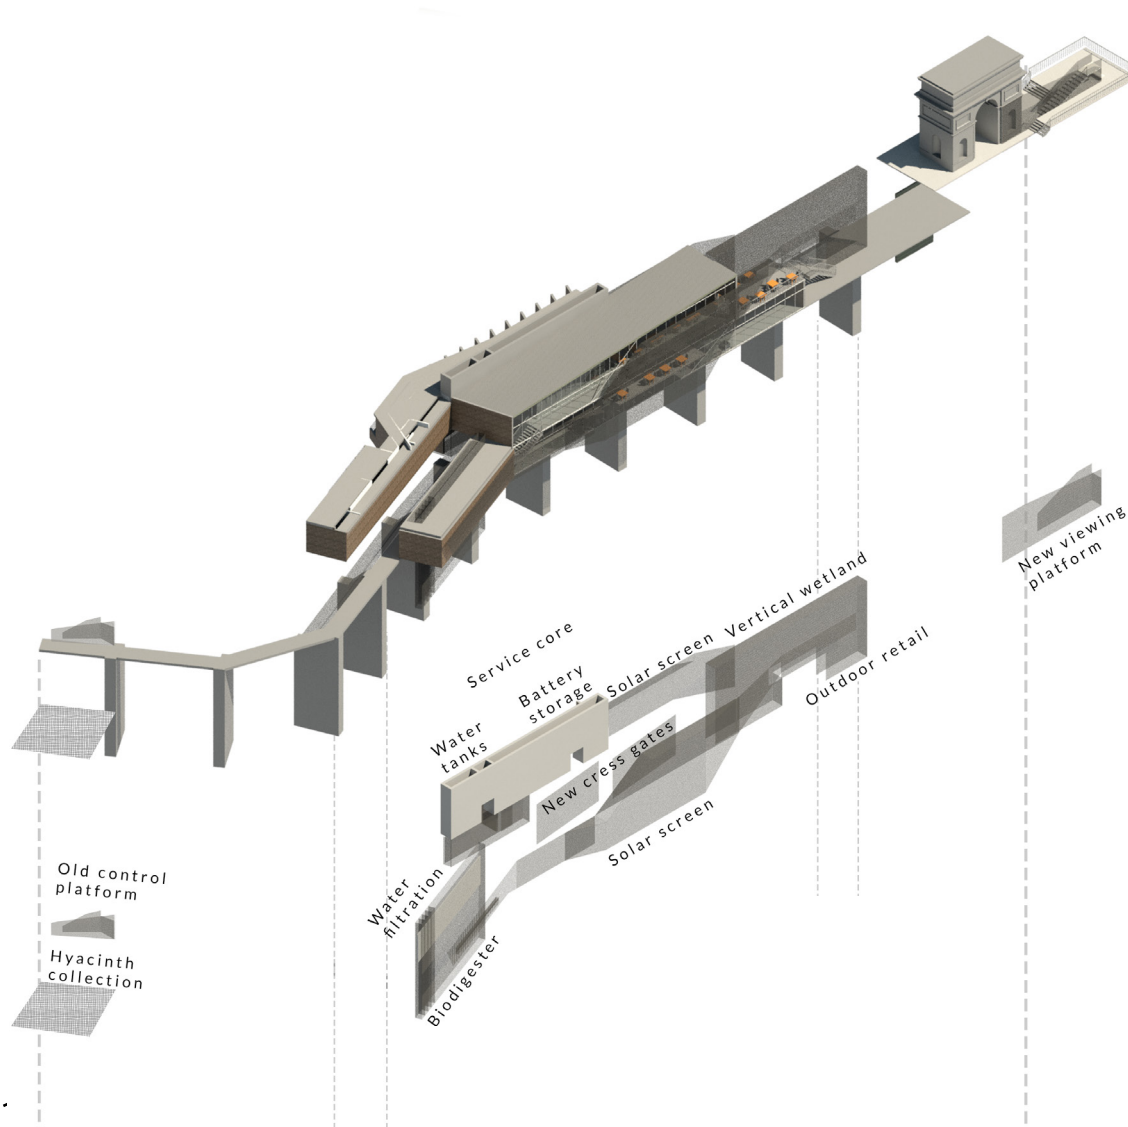 New viewing
platform
Vertical wetland
Service core
Solar screen
Outdoor retail
Battery
storage
Water
tanks
New cress gates
Solar screen
Old control
platform
Water
filtration
Hyacinth
collection
Biodigester